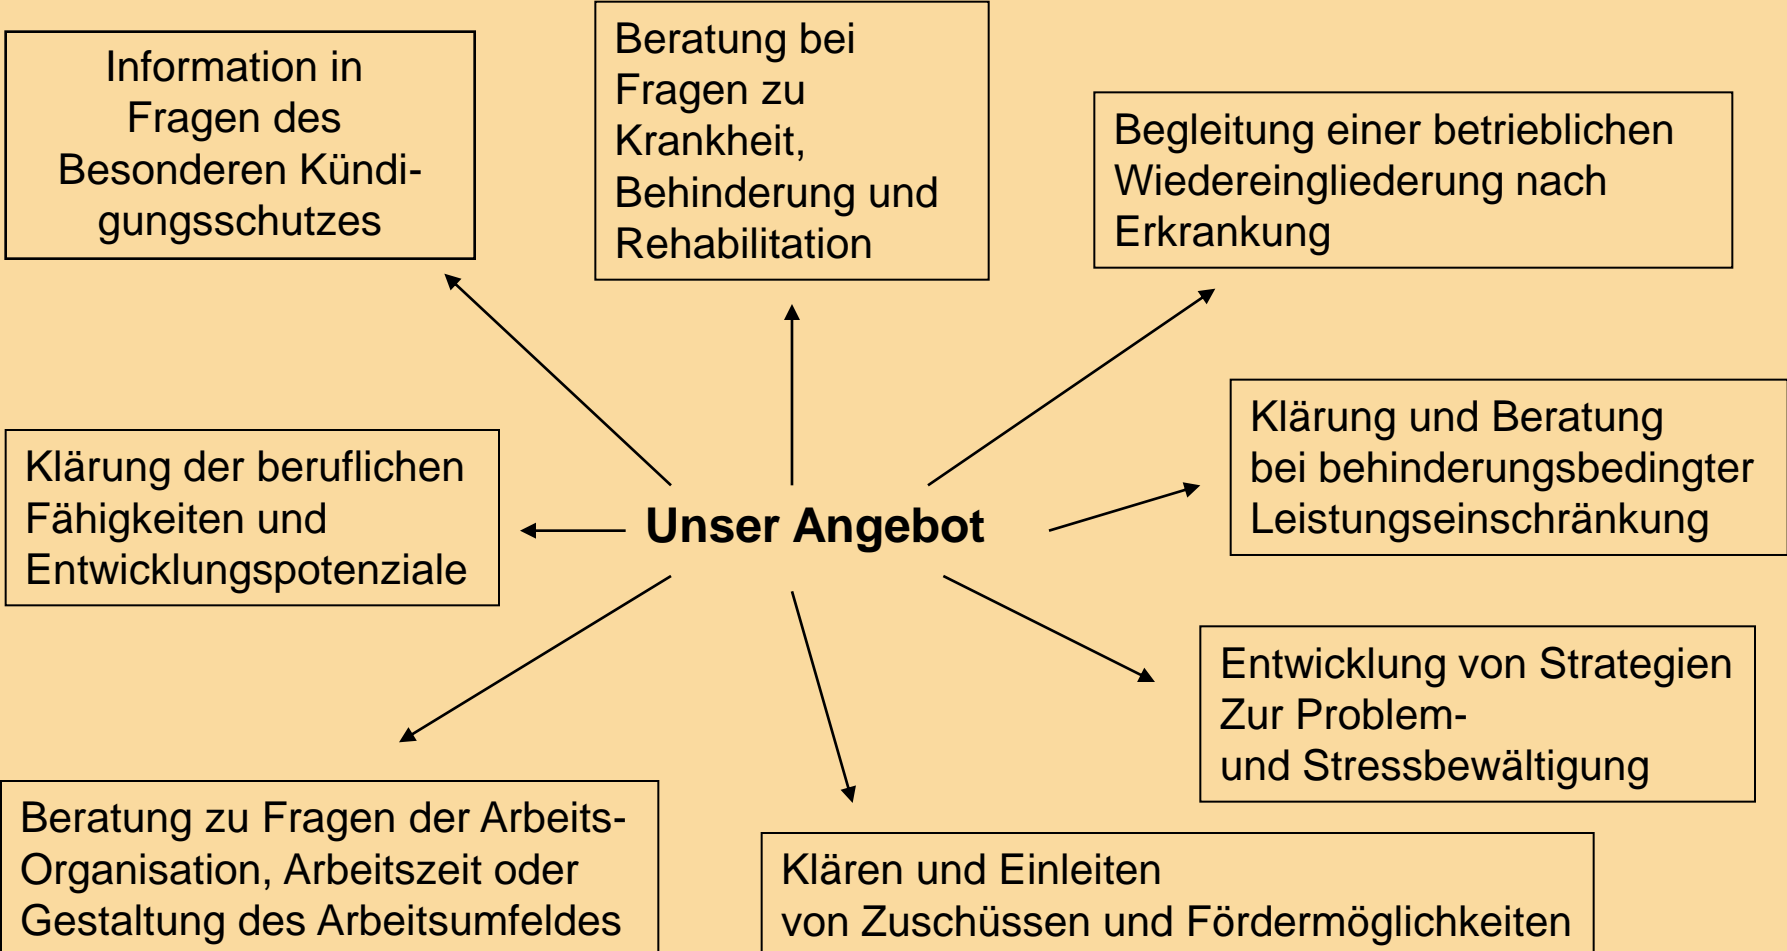 Information in
Fragen des
Besonderen Kündi-
gungsschutzes
Beratung bei
Fragen zu
Krankheit,
Behinderung und
Rehabilitation
Begleitung einer betrieblichen
Wiedereingliederung nach
Erkrankung
Klärung der beruflichen
Fähigkeiten und
Entwicklungspotenziale
Unser Angebot
Klärung und Beratung
bei behinderungsbedingter
Leistungseinschränkung
Entwicklung von Strategien
Zur Problem-
und Stressbewältigung
Beratung zu Fragen der Arbeits-
Organisation, Arbeitszeit oder
Gestaltung des Arbeitsumfeldes
Klären und Einleiten
von Zuschüssen und Fördermöglichkeiten